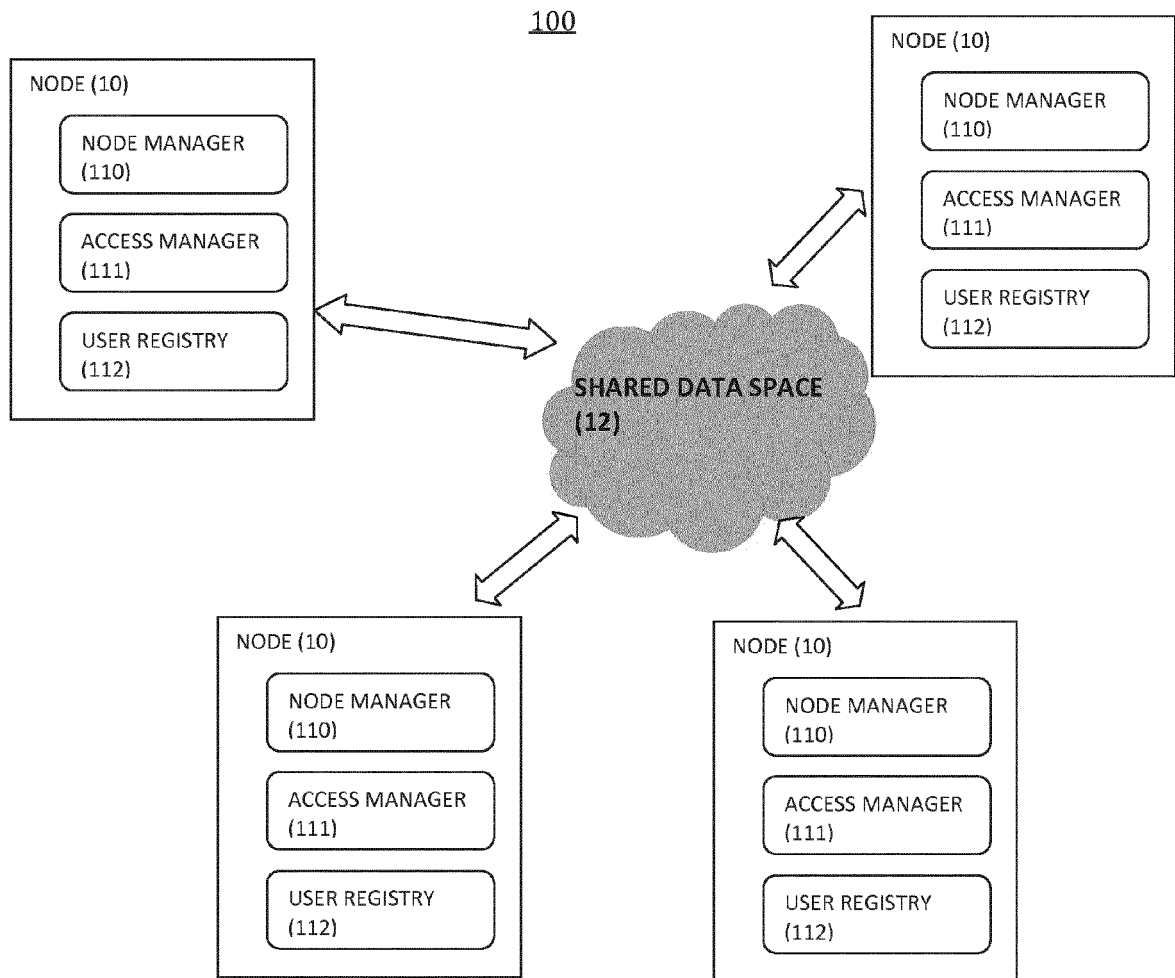 100
NODE (10)
NODE MANAGER
(110)
ACCESS MANAGER
(111)
USER REGISTRY
(112)
NODE (10)
NODE MANAGER
(110)
ACCESS MANAGER
(111)
USER REGISTRY
(112)
SHARED DATA SPACE
(12)
NODE (10)
NODE MANAGER
(110)
ACCESS MANAGER
(111)
USER REGISTRY
(112)
NODE (10)
NODE MANAGER
(110)
ACCESS MANAGER
(111)
USER REGISTRY
(112)